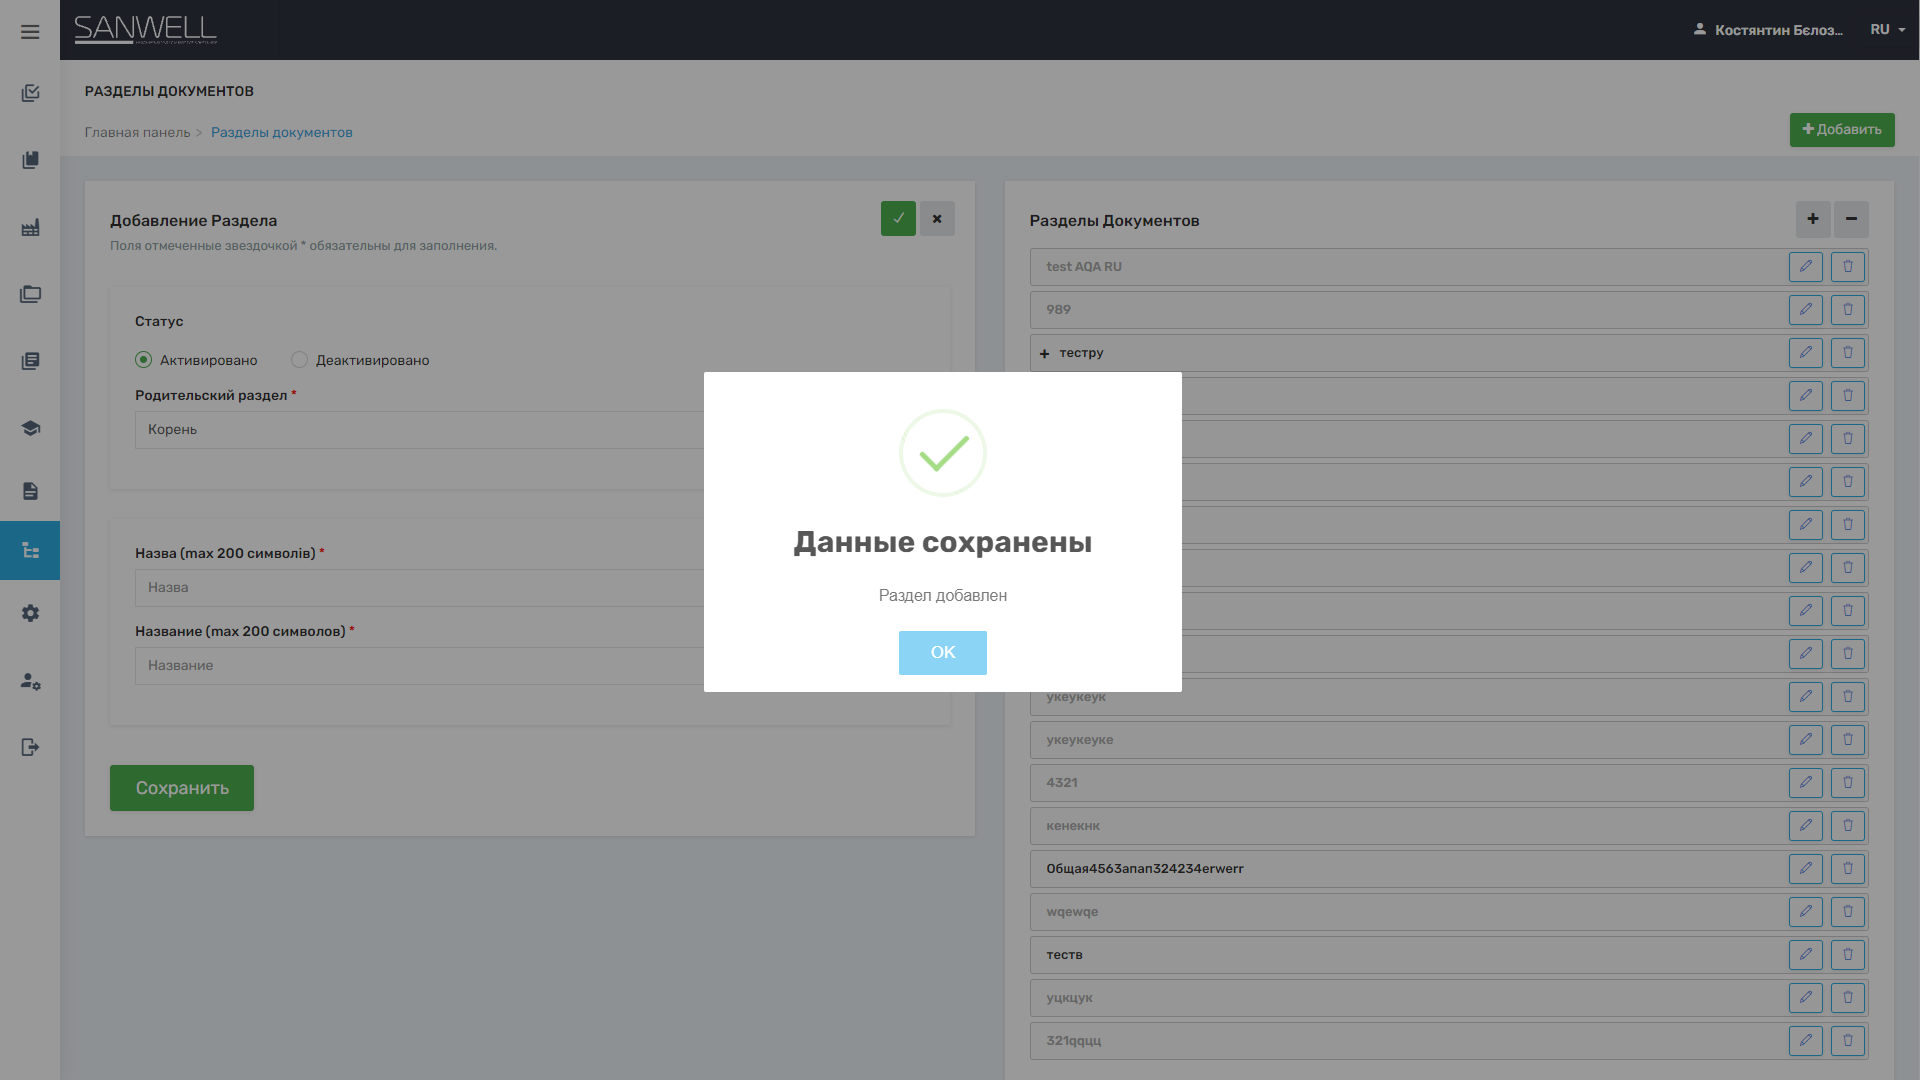 SANWELL
Костянтин Белоз...
RU
РАЗДЕЛЫ ДОКУМЕНТОВ
Главная панель > Разделы документов
Добавить
Добавление Раздела
Поля отмеченные звездочкой * обязательны для заполнения.
Статус
Активировано
Деактивировано
Родительский раздел *
Корень
Назва (max 200 символів) *
Назва
Название (max 200 символов) *
Название
Сохранить
Данные сохранены
Раздел добавлен
OK
Разделы Документов
test AQA RU
989
тестру
укеукеук
укеукеуке
4321
кенекнк
Общая4563апап324234erwerr
wqewqe
теств
уцкцук
321qqцц